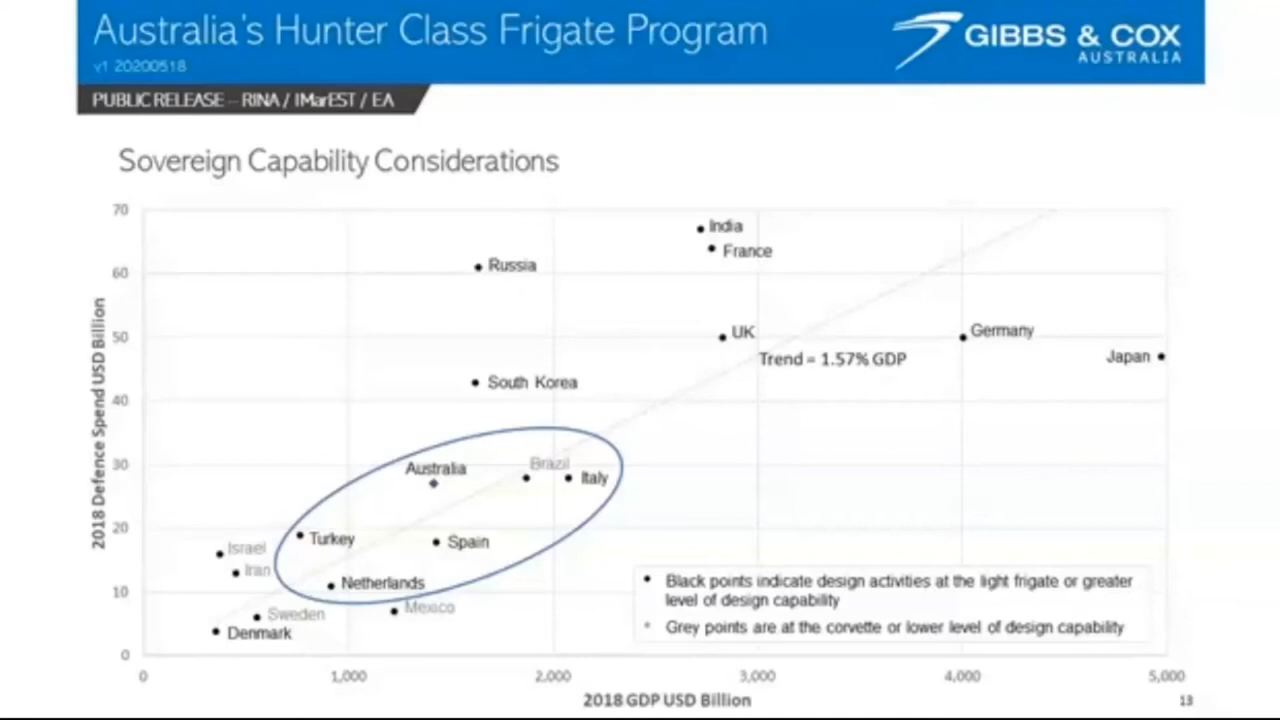 Australia's Hunter Class Frigate Program
v1 20200518
GIBBS & COX
AUSTRALIA
PUBLIC RELEASE – RINA / IMarEST / EA
Sovereign Capability Considerations
2018 Defence Spend USD Billion
70
60
50
40
30
20
10
0
India
France
Russia
UK
Germany
Trend = 1.57% GDP
Japan
South Korea
Australia
Brazil
Italy
Turkey
Spain
Israel
Iran
Netherlands
Mexico
Sweden
Denmark
• Black points indicate design activities at the light frigate or greater
level of design capability
• Grey points are at the corvette or lower level of design capability
0
1,000
2,000
3,000
4,000
5,000
2018 GDP USD Billion
13